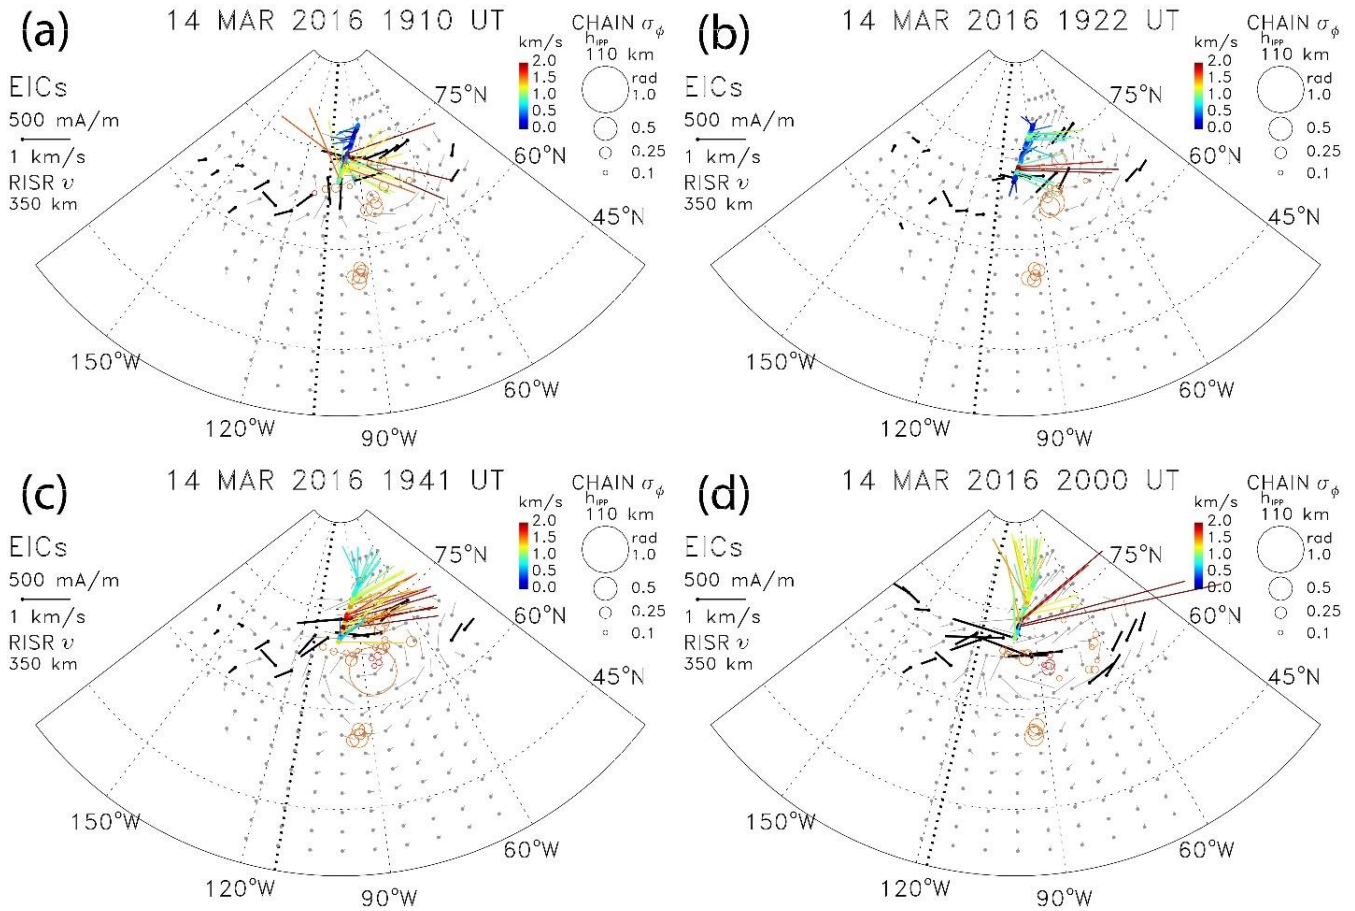 (a) 14 MAR 2016 1910 UT
EICs
500 mA/m
1 km/s
RISR v
350 km
km/s
2.0
1.5
1.0
0.5
0.0
CHAIN σϕ
hIPP
110 km
rad
1.0
0.5
0.25
0.1
75°N
60°N
45°N
150°W
120°W
90°W
60°W
(b) 14 MAR 2016 1922 UT
EICs
500 mA/m
1 km/s
RISR v
350 km
km/s
2.0
1.5
1.0
0.5
0.0
CHAIN σϕ
hIPP
110 km
rad
1.0
0.5
0.25
0.1
75°N
60°N
45°N
150°W
120°W
90°W
60°W
(c) 14 MAR 2016 1941 UT
EICs
500 mA/m
1 km/s
RISR v
350 km
km/s
2.0
1.5
1.0
0.5
0.0
CHAIN σϕ
hIPP
110 km
rad
1.0
0.5
0.25
0.1
75°N
60°N
45°N
150°W
120°W
90°W
60°W
(d) 14 MAR 2016 2000 UT
EICs
500 mA/m
1 km/s
RISR v
350 km
km/s
2.0
1.5
1.0
0.5
0.0
CHAIN σϕ
hIPP
110 km
rad
1.0
0.5
0.25
0.1
75°N
60°N
45°N
150°W
120°W
90°W
60°W